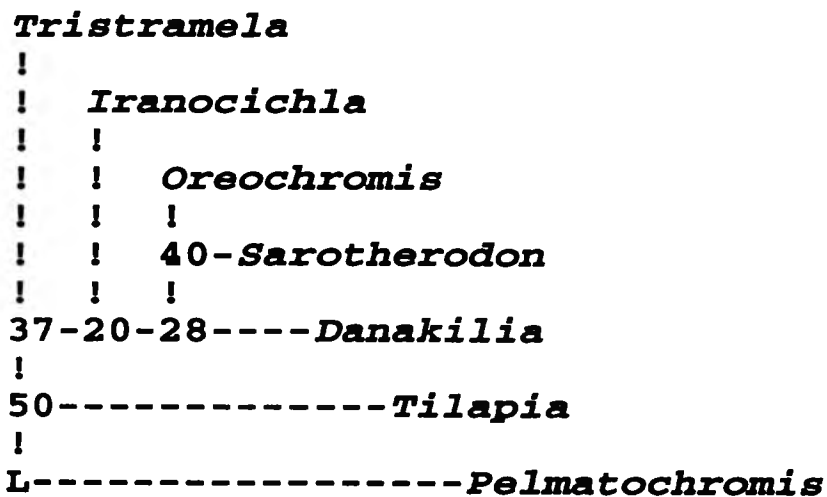 Tristramela
!
!   Iranocichla
!   !
!   !   Oreochromis
!   !   !
!   !   40-Sarotherodon
!   !   !
37-20-28----Danakilia
!
50-------------Tilapia
!
L------------------Pelmatochromis